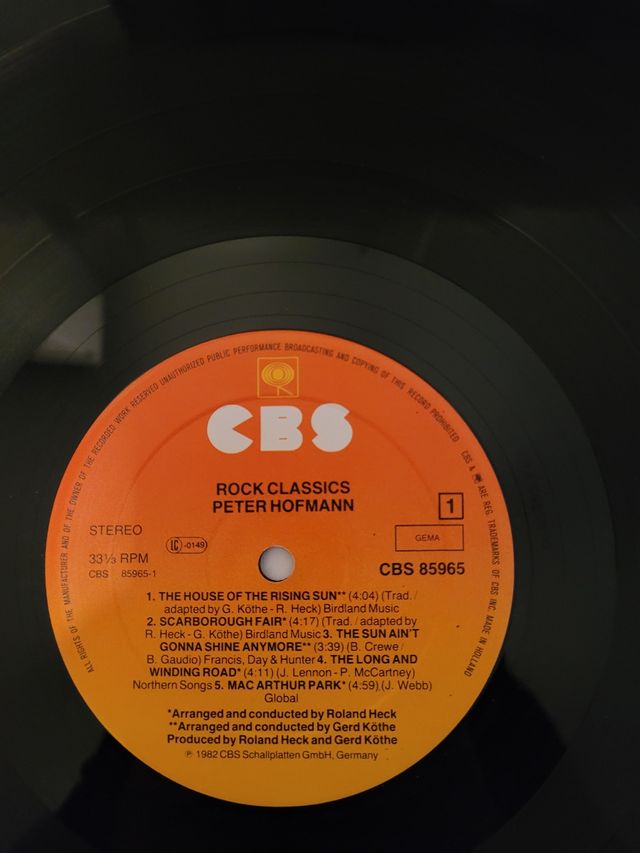 ALL RIGHTS OF THE MANUFACTURER AND OF THE OWNER OF THE RECORDED WORK RESERVED UNAUTHORIZED PUBLIC PERFORMANCE BROADCASTING AND COPYING OF THIS RECORD PROHIBITED CBS & ARE REG. TRADEMARKS OF CBS INC. MADE IN HOLLAND
CBS
ROCK CLASSICS
PETER HOFMANN
1
STEREO
LC -0149
GEMA
33⅓ RPM
CBS 85965-1
CBS 85965
1. THE HOUSE OF THE RISING SUN** (4:04) (Trad. /
adapted by G. Köthe - R. Heck) Birdland Music
2. SCARBOROUGH FAIR* (4:17) (Trad. / adapted by
R. Heck - G. Köthe) Birdland Music 3. THE SUN AIN'T
GONNA SHINE ANYMORE** (3:39) (B. Crewe /
B. Gaudio) Francis, Day & Hunter 4. THE LONG AND
WINDING ROAD* (4:11) (J. Lennon - P. McCartney)
Northern Songs 5. MAC ARTHUR PARK* (4:59) (J. Webb)
Global
*Arranged and conducted by Roland Heck
**Arranged and conducted by Gerd Köthe
Produced by Roland Heck and Gerd Köthe
℗ 1982 CBS Schallplatten GmbH, Germany